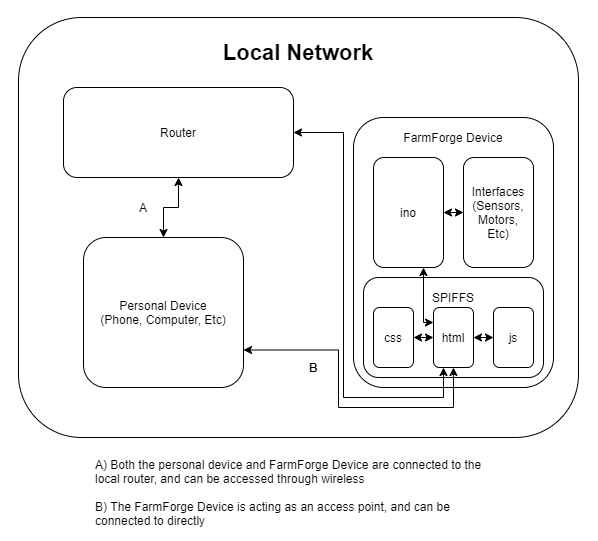 Local Network
Router
FarmForge Device
ino
Interfaces
(Sensors,
Motors,
Etc)
A
Personal Device
(Phone, Computer, Etc)
SPIFFS
css
html
js
B
A) Both the personal device and FarmForge Device are connected to the
local router, and can be accessed through wireless
B) The FarmForge Device is acting as an access point, and can be
connected to directly